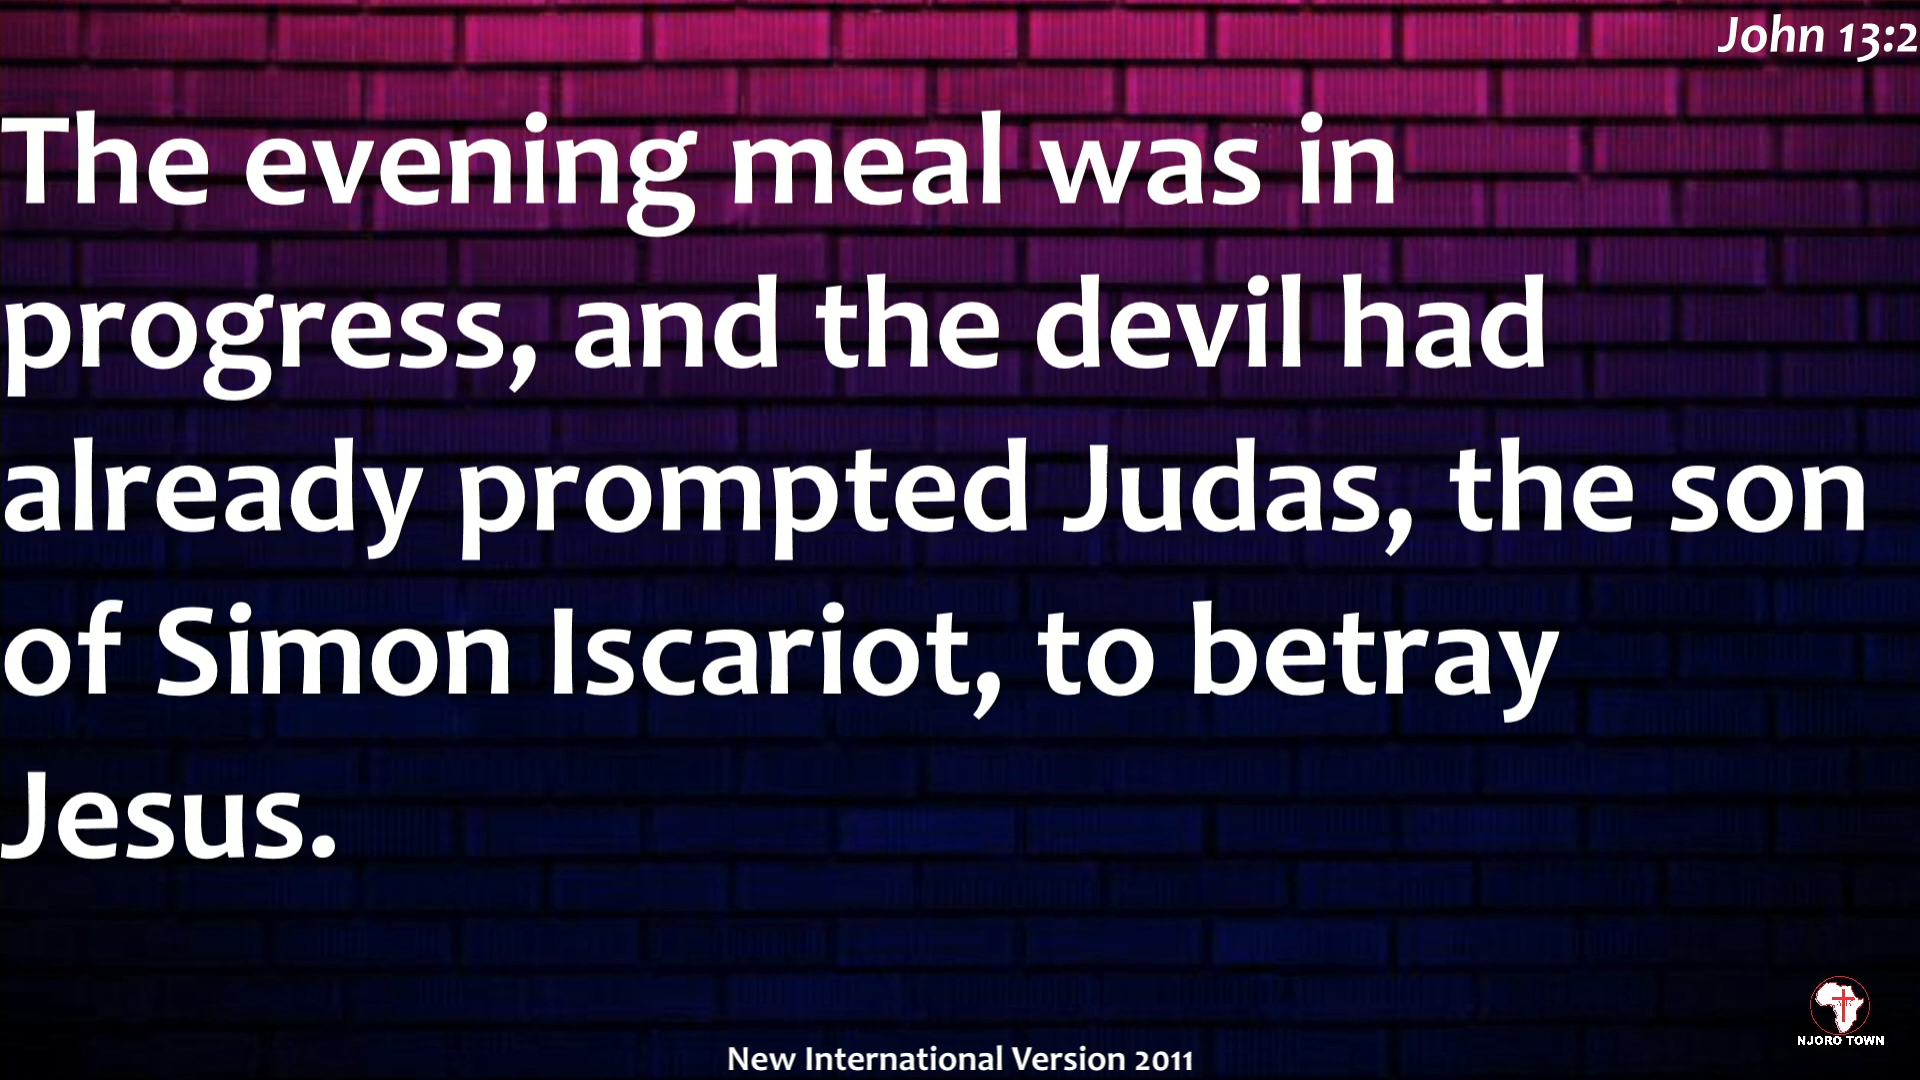 John 13:2
The evening meal was in
progress, and the devil had
already prompted Judas, the son
of Simon Iscariot, to betray
Jesus.
NJORO TOWN
New International Version 2011